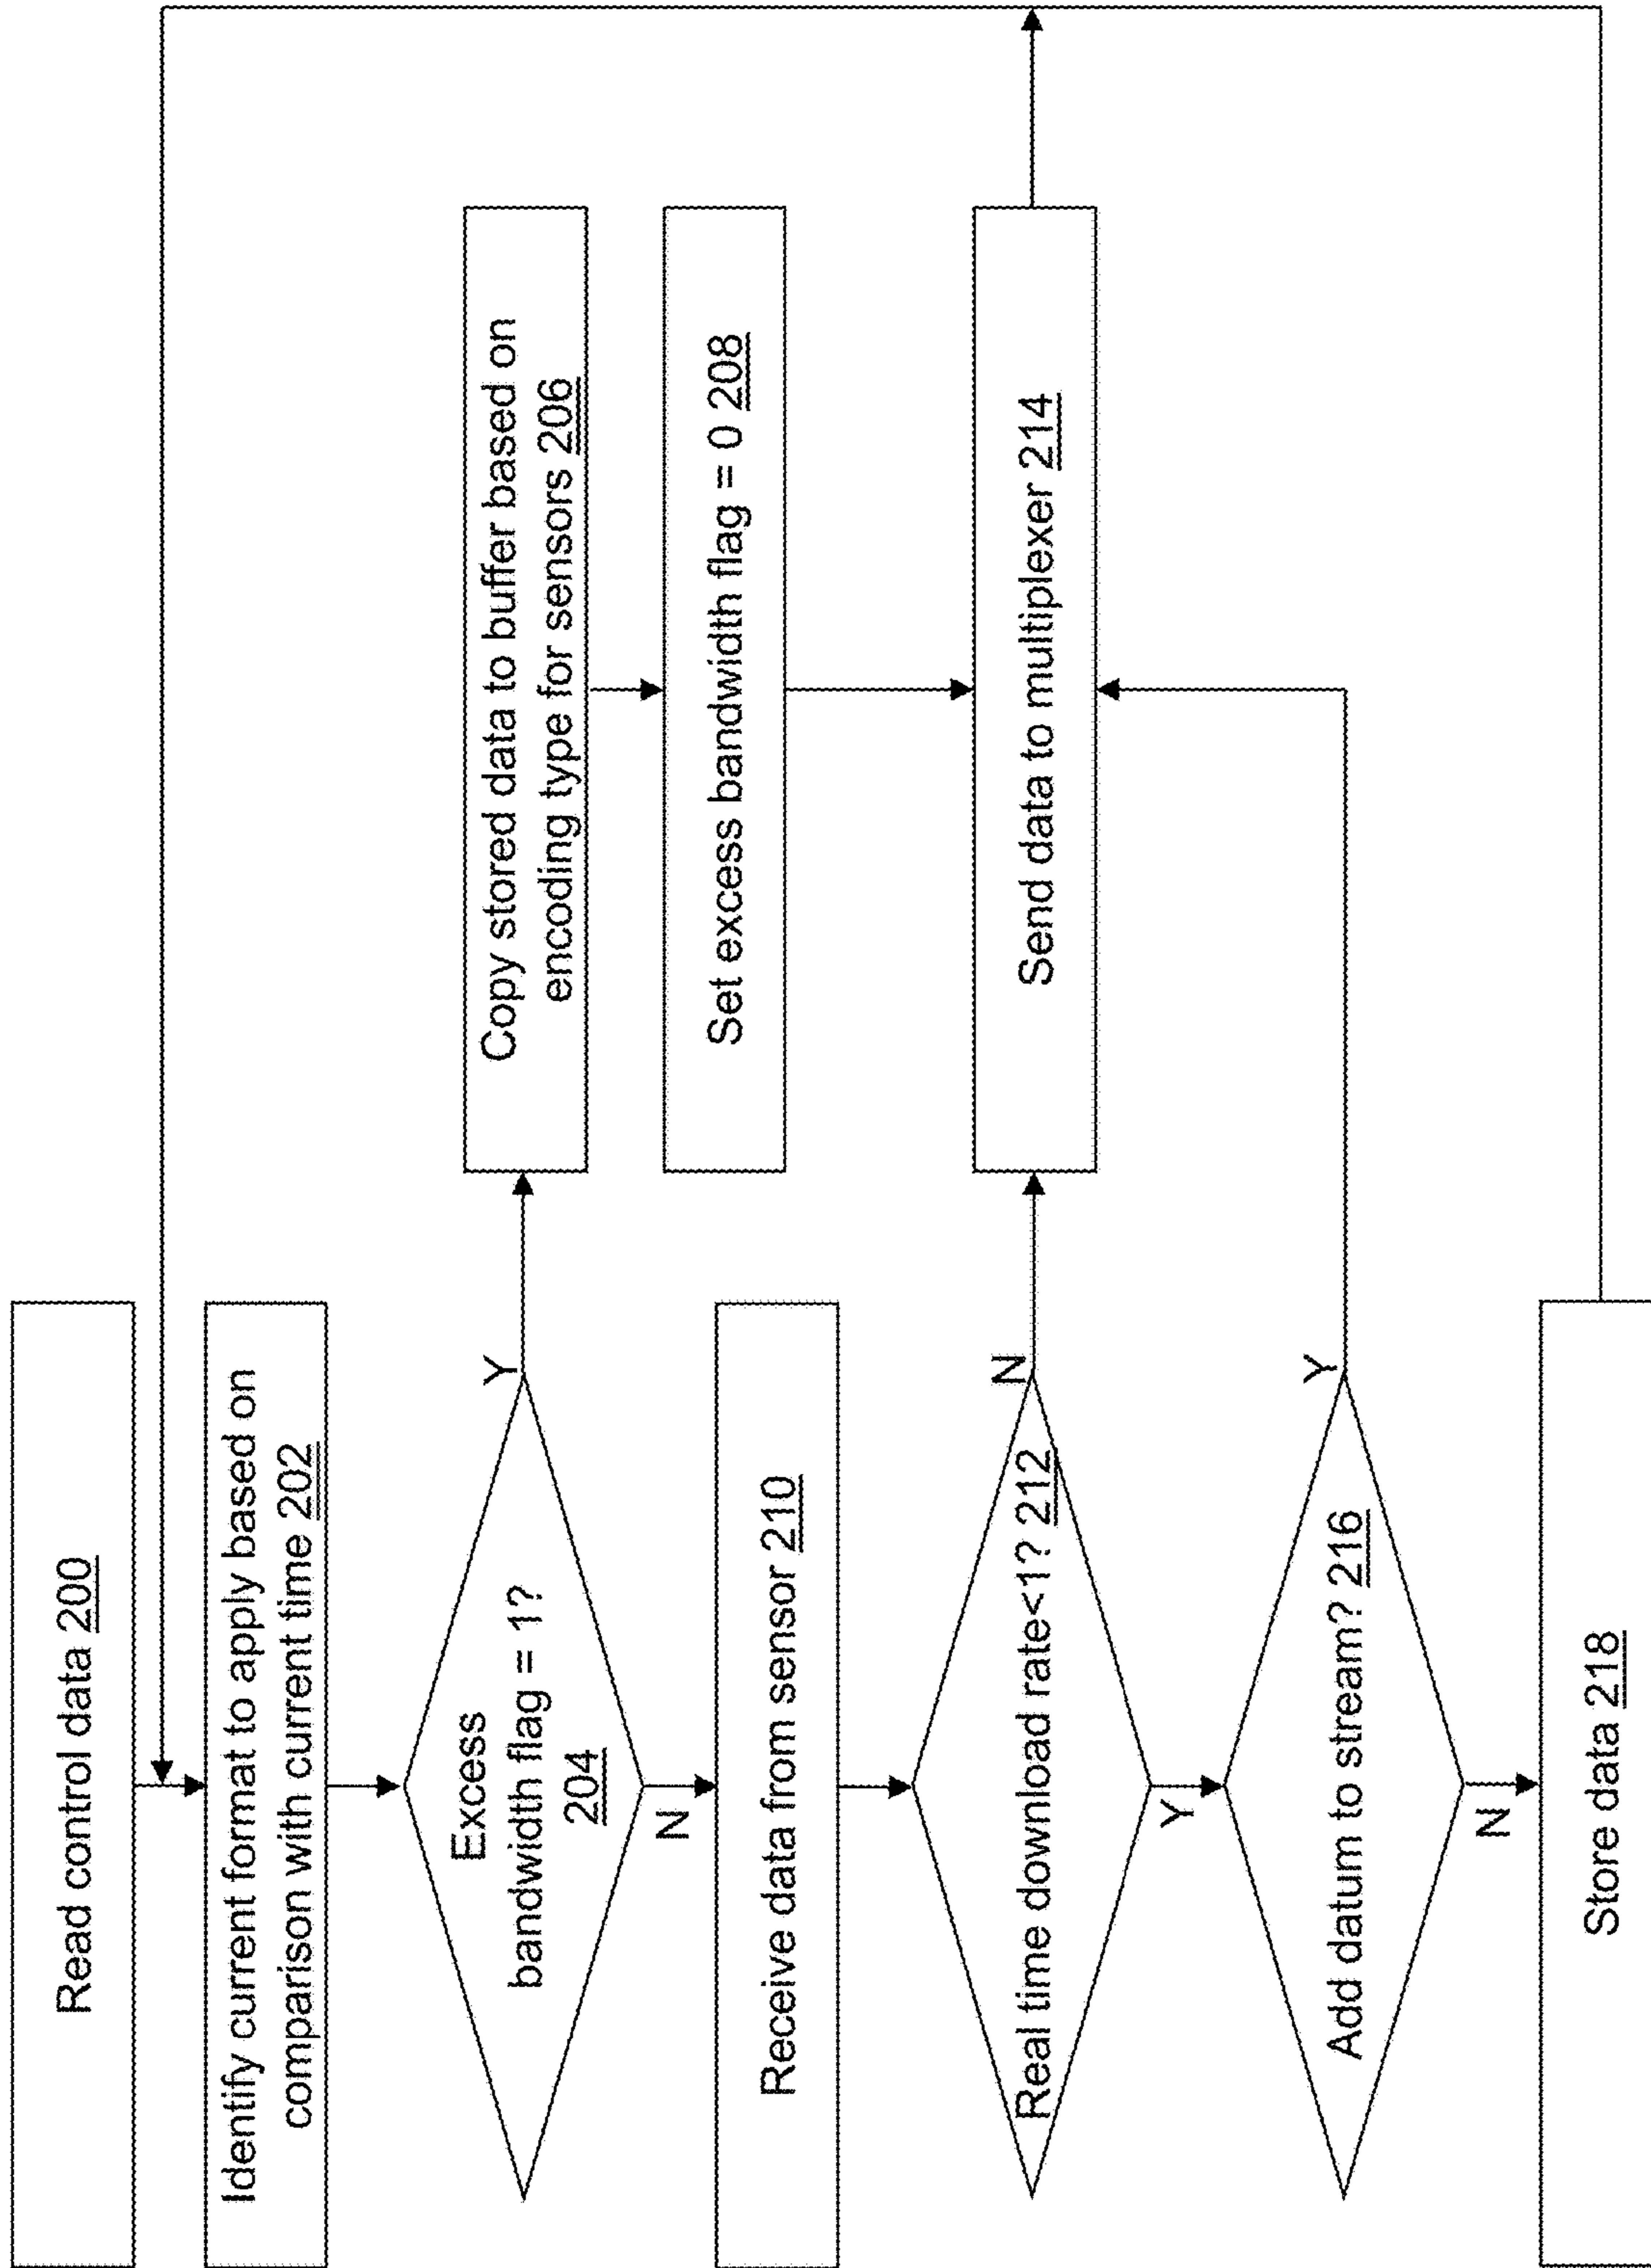 Read control data 200
Identify current format to apply based on
comparison with current time 202
Excess
bandwidth flag = 1?
204
Y
N
Copy stored data to buffer based on
encoding type for sensors 206
Set excess bandwidth flag = 0 208
Receive data from sensor 210
Real time download rate<1? 212
N
Y
Send data to multiplexer 214
Add datum to stream? 216
Y
N
Store data 218